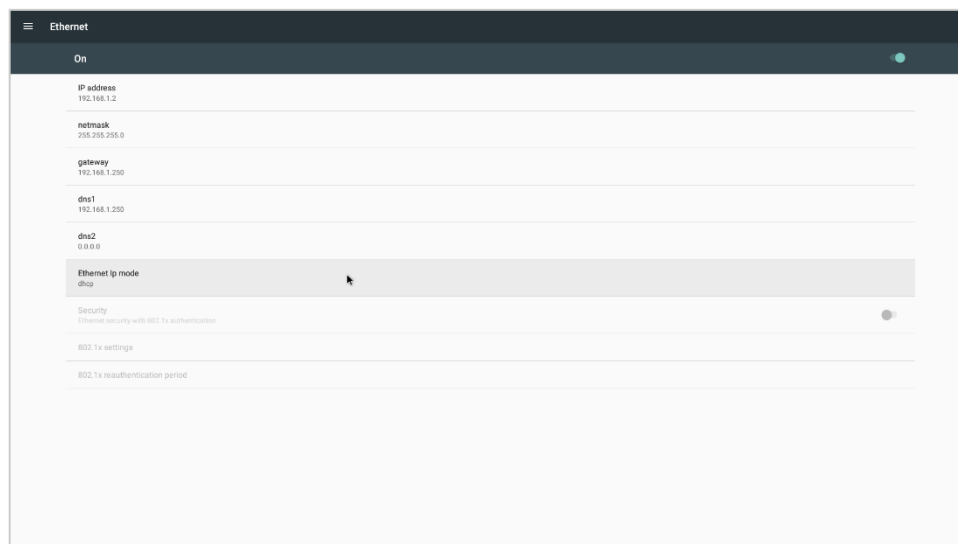 Ethernet
On
IP address
192.168.1.2
netmask
255.255.255.0
gateway
192.168.1.250
dns1
192.168.1.250
dns2
0.0.0.0
Ethernet Ip mode
dhcp
Security
Ethernet security with 802.1x authentication
802.1x settings
802.1x reauthentication period